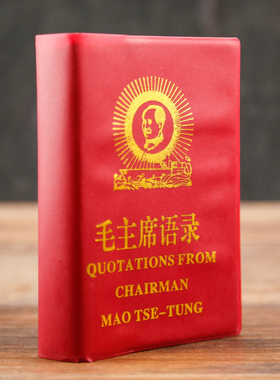 毛主席语录
QUOTATIONS FROM
CHAIRMAN
MAO TSE-TUNG